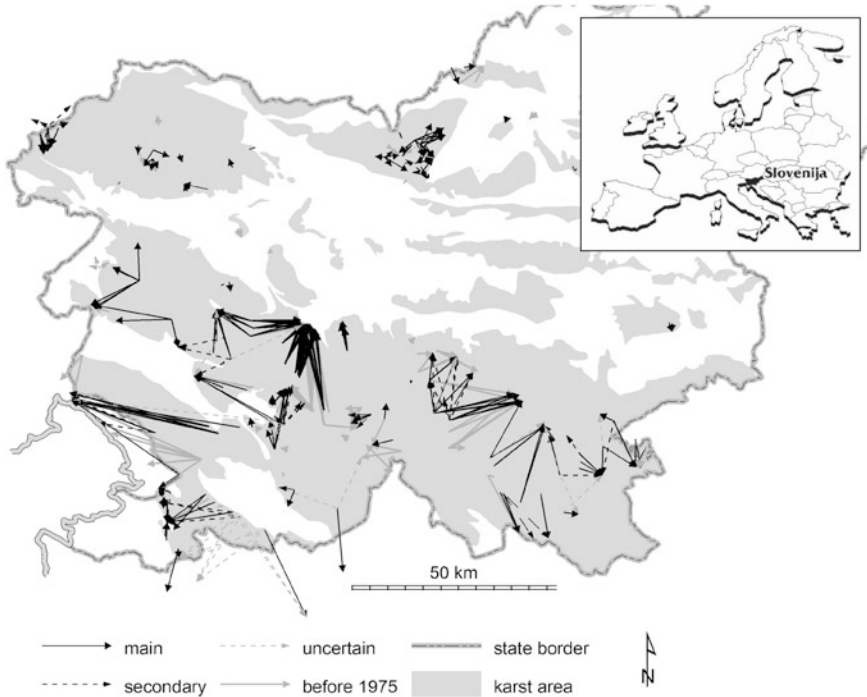 Slovenija
50 km
main
uncertain
state border
secondary
before 1975
karst area
N